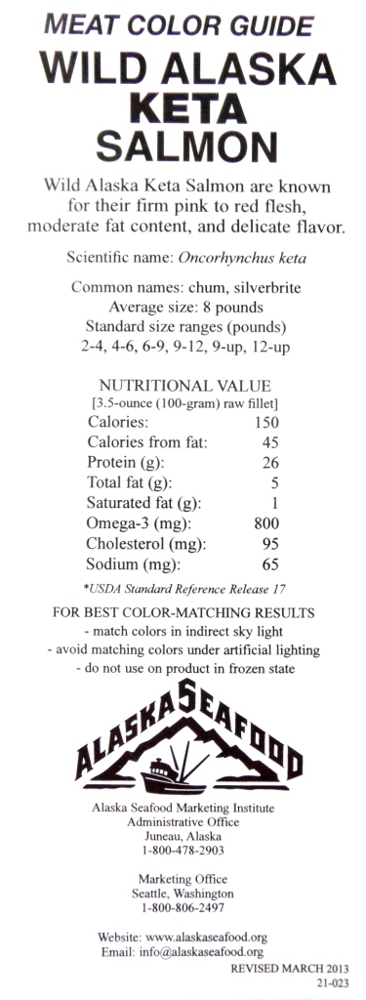 MEAT COLOR GUIDE
WILD ALASKA
KETA
SALMON
Wild Alaska Keta Salmon are known
for their firm pink to red flesh,
moderate fat content, and delicate flavor.
Scientific name: Oncorhynchus keta
Common names: chum, silverbrite
Average size: 8 pounds
Standard size ranges (pounds)
2-4, 4-6, 6-9, 9-12, 9-up, 12-up
NUTRITIONAL VALUE
[3.5-ounce (100-gram) raw fillet]
Calories: 150
Calories from fat: 45
Protein (g): 26
Total fat (g): 5
Saturated fat (g): 1
Omega-3 (mg): 800
Cholesterol (mg): 95
Sodium (mg): 65
*USDA Standard Reference Release 17
FOR BEST COLOR-MATCHING RESULTS
- match colors in indirect sky light
- avoid matching colors under artificial lighting
- do not use on product in frozen state
ALASKA SEAFOOD
Alaska Seafood Marketing Institute
Administrative Office
Juneau, Alaska
1-800-478-2903
Marketing Office
Seattle, Washington
1-800-806-2497
Website: www.alaskaseafood.org
Email: info@alaskaseafood.org
REVISED MARCH 2013
21-023